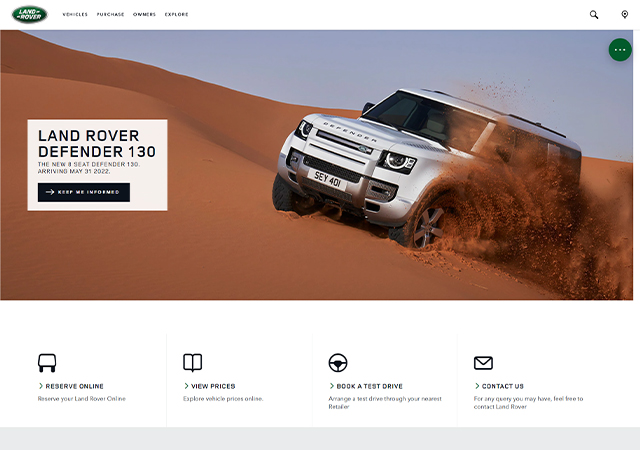 LAND-
-ROVER
VEHICLES PURCHASE OWNERS EXPLORE
LAND ROVER
DEFENDER 130
THE NEW 8 SEAT DEFENDER 130.
ARRIVING MAY 31 2022.
KEEP ME INFORMED
DEFENDER
SEY 401
RESERVE ONLINE
Reserve your Land Rover Online
VIEW PRICES
Explore vehicle prices online.
BOOK A TEST DRIVE
Arrange a test drive through your nearest
Retailer
CONTACT US
For any query you may have, feel free to
contact Land Rover